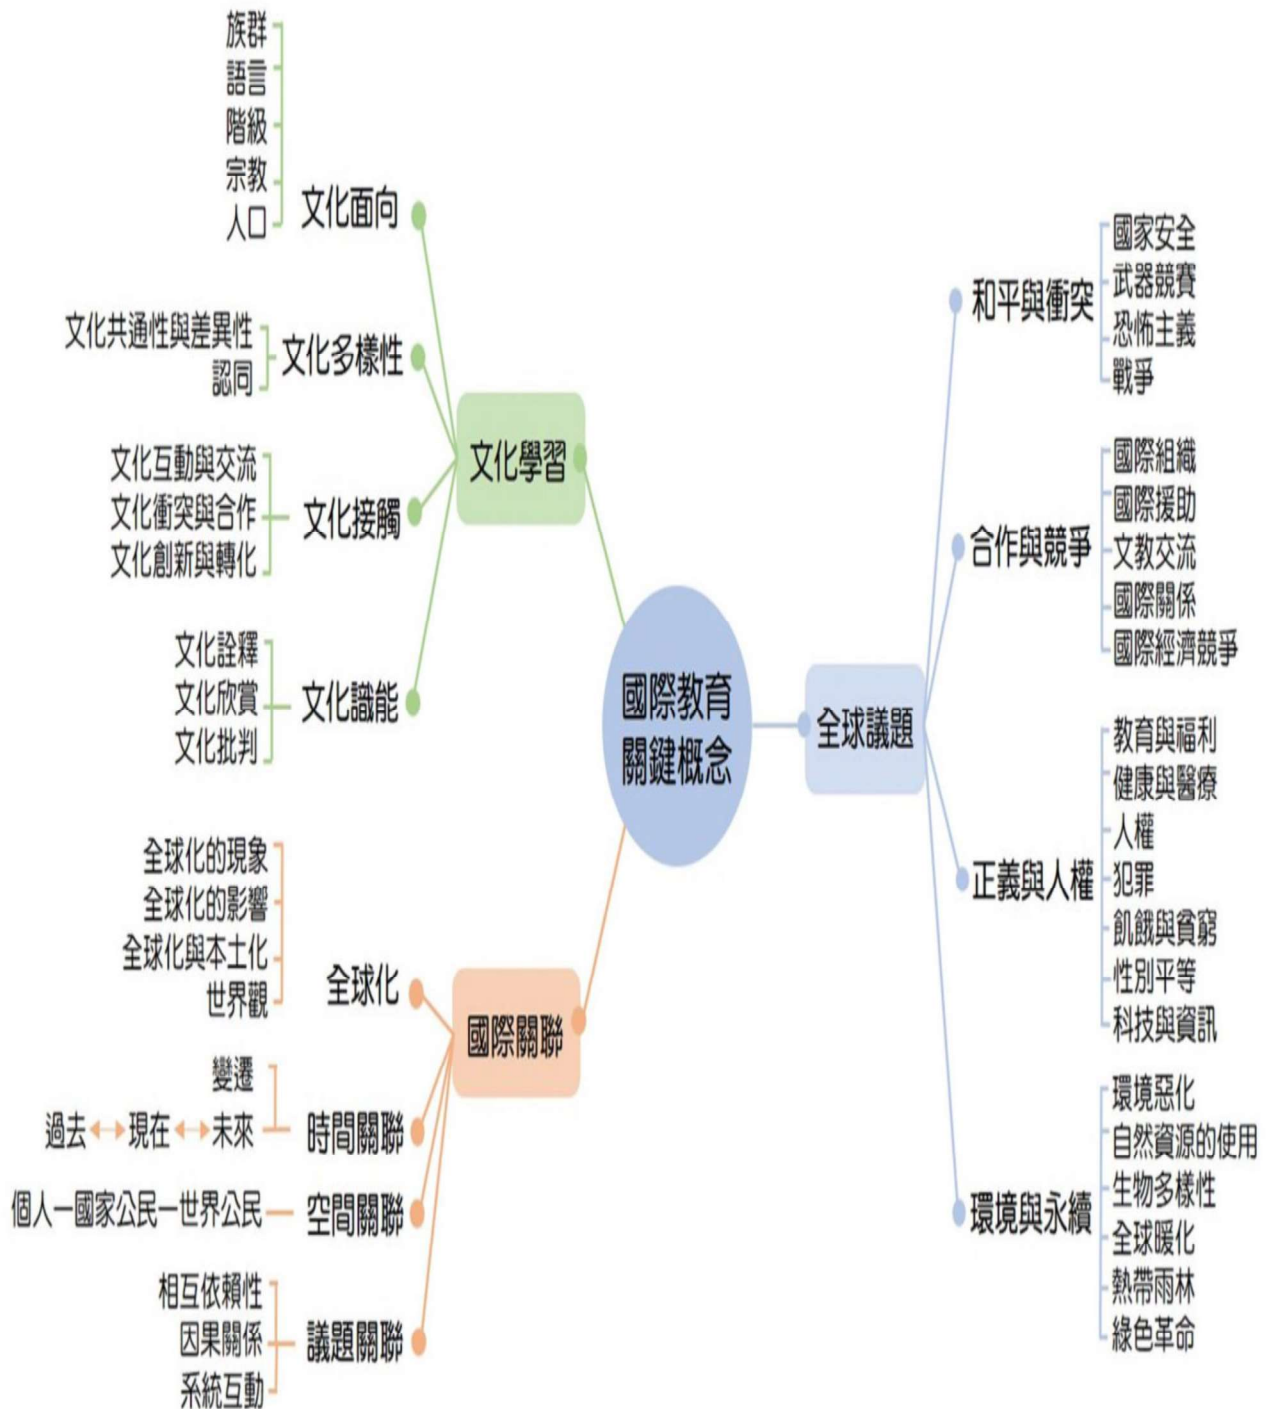 國際教育
關鍵概念
文化學習
文化面向
族群
語言
階級
宗教
人口
文化多樣性
文化共通性與差異性
認同
文化接觸
文化互動與交流
文化衝突與合作
文化創新與轉化
文化識能
文化詮釋
文化欣賞
文化批判
國際關聯
全球化
全球化的現象
全球化的影響
全球化與本土化
世界觀
時間關聯
變遷
過去 現在 未來
空間關聯
個人—國家公民—世界公民
議題關聯
相互依賴性
因果關係
系統互動
全球議題
和平與衝突
國家安全
武器競賽
恐怖主義
戰爭
合作與競爭
國際組織
國際援助
文教交流
國際關係
國際經濟競爭
正義與人權
教育與福利
健康與醫療
人權
犯罪
飢餓與貧窮
性別平等
科技與資訊
環境與永續
環境惡化
自然資源的使用
生物多樣性
全球暖化
熱帶雨林
綠色革命